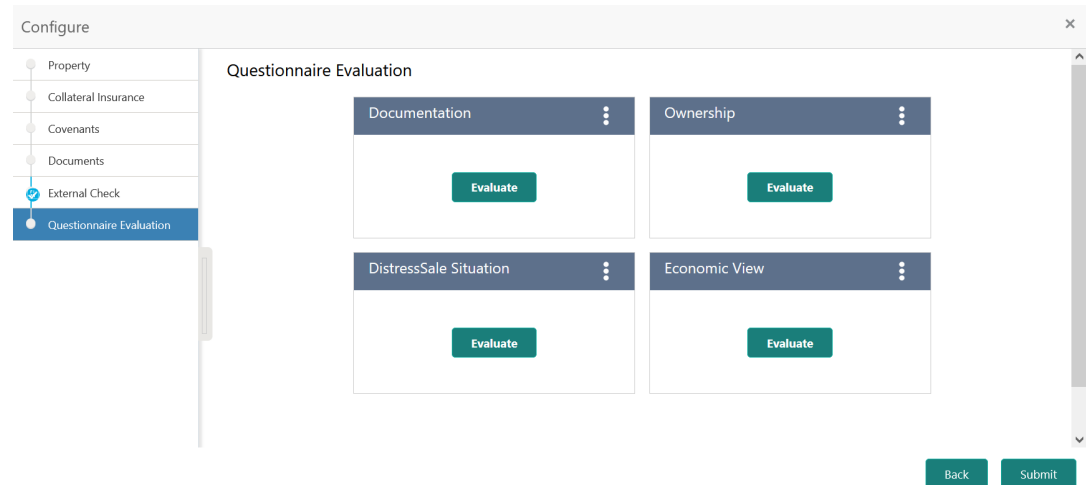 Configure
×
Property
Collateral Insurance
Covenants
Documents
External Check
Questionnaire Evaluation
Questionnaire Evaluation
Documentation
Ownership
Evaluate
Evaluate
DistressSale Situation
Economic View
Evaluate
Evaluate
Back
Submit